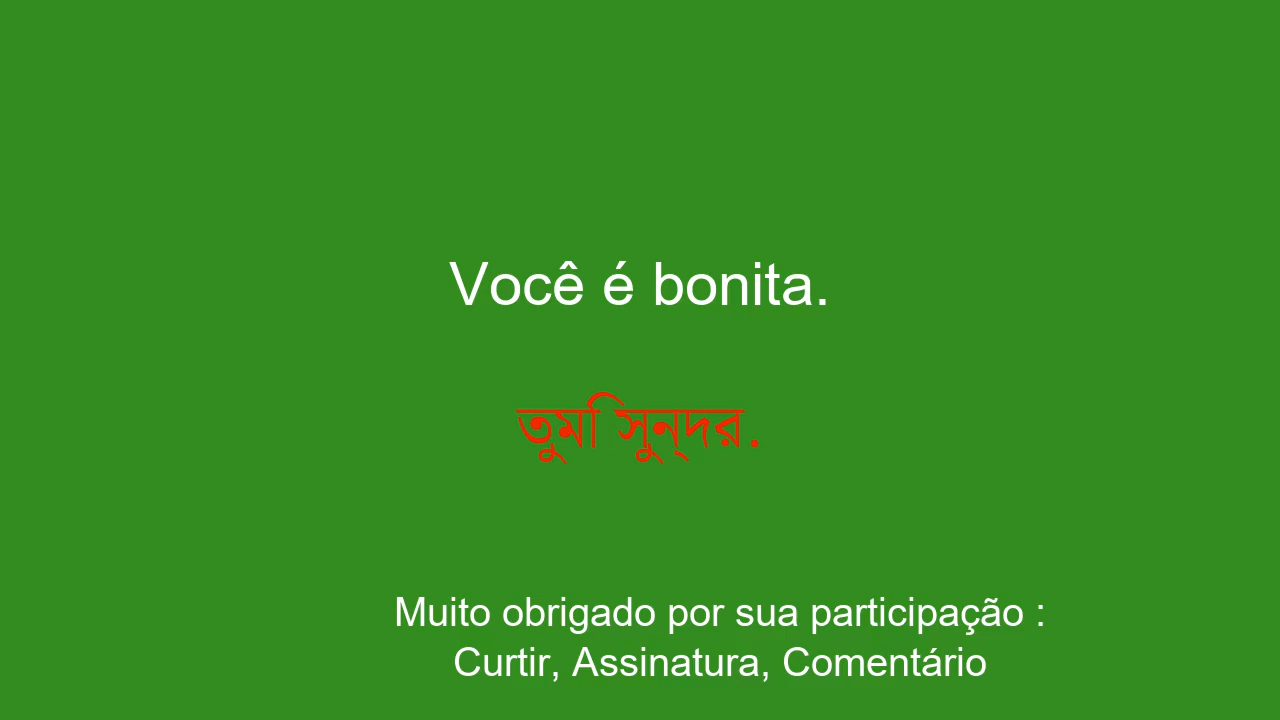 Você é bonita.
তুমি সুন্দর.
Muito obrigado por sua participação :
Curtir, Assinatura, Comentário